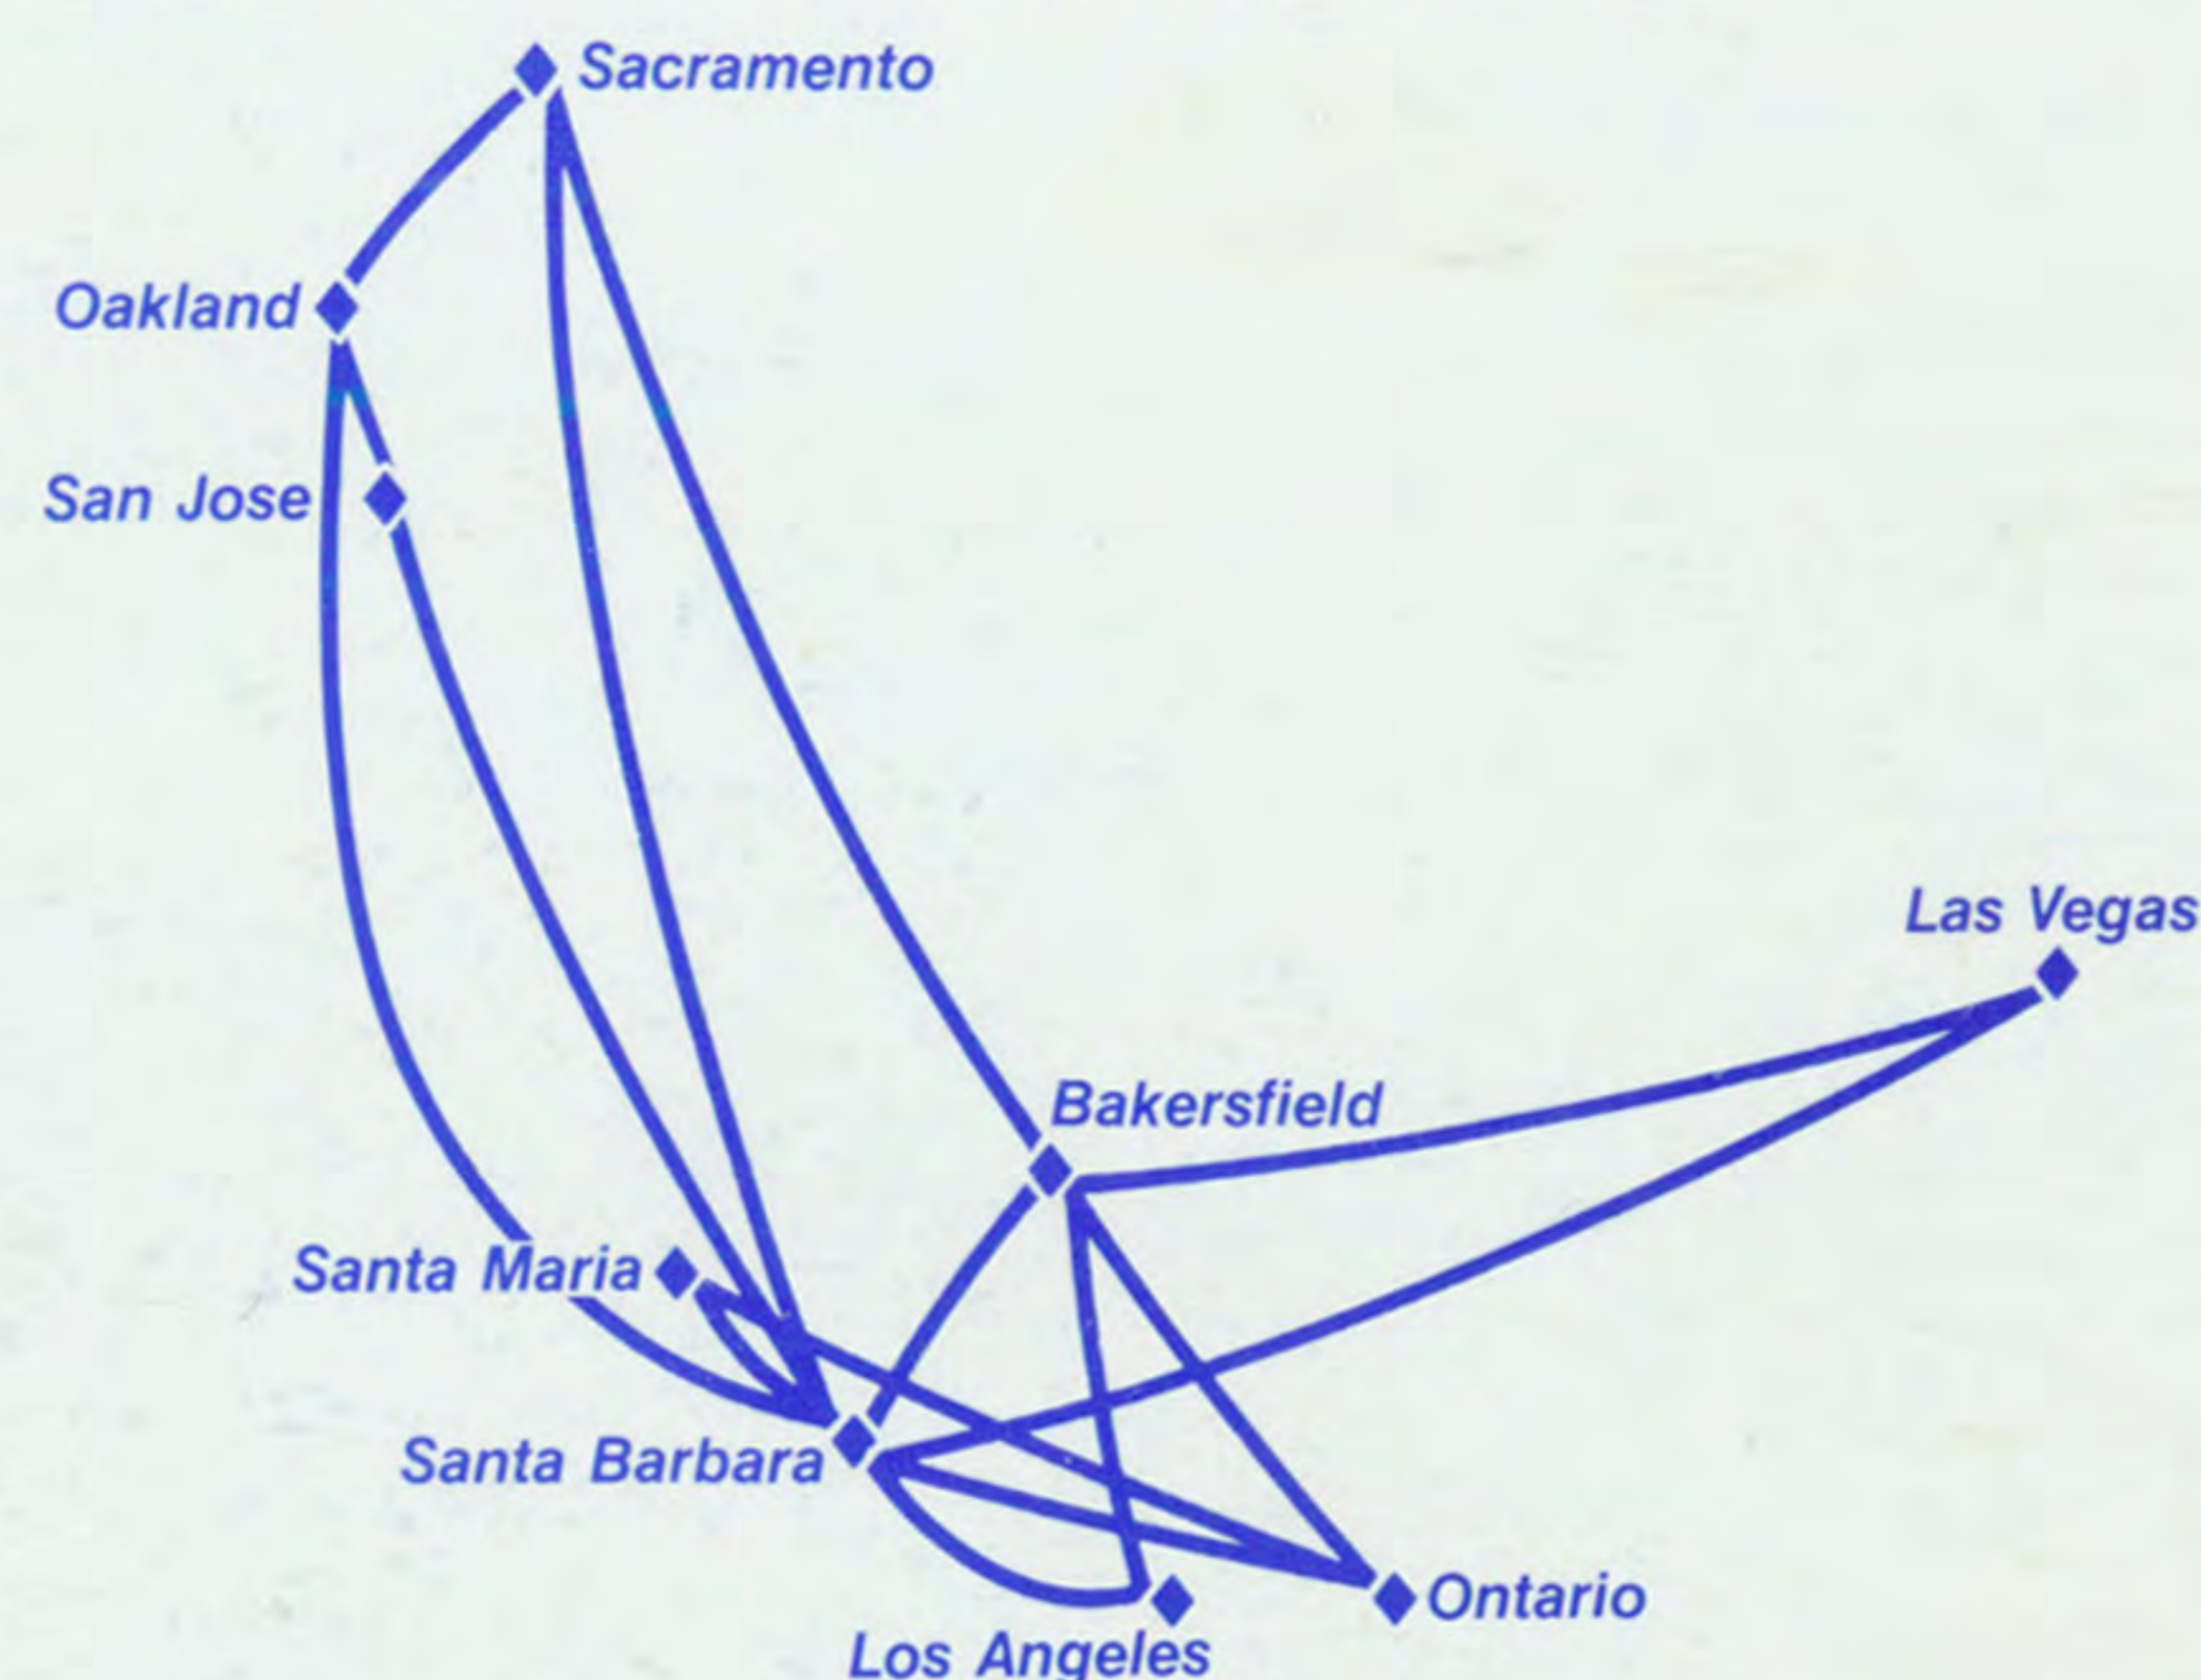 Sacramento
Oakland
San Jose
Las Vegas
Bakersfield
Santa Maria
Santa Barbara
Ontario
Los Angeles